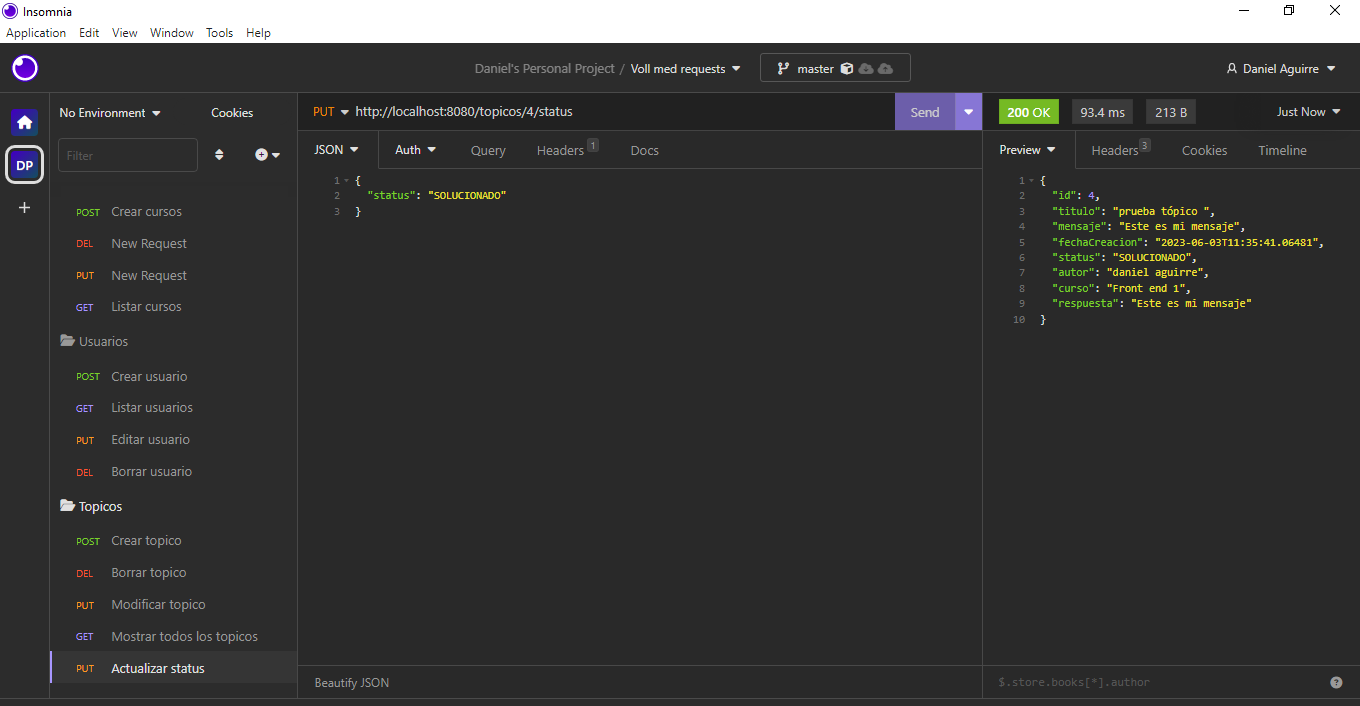 Insomnia
Application Edit View Window Tools Help
Daniel's Personal Project / Voll med requests master Daniel Aguirre
No Environment Cookies
Filter
DP
POST Crear cursos
DEL New Request
PUT New Request
GET Listar cursos
Usuarios
POST Crear usuario
GET Listar usuarios
PUT Editar usuario
DEL Borrar usuario
Topicos
POST Crear topico
DEL Borrar topico
PUT Modificar topico
GET Mostrar todos los topicos
PUT Actualizar status
PUT http://localhost:8080/topicos/4/status Send
JSON Auth Query Headers 1 Docs
1 {
2 "status": "SOLUCIONADO"
3 }
Beautify JSON
200 OK 93.4 ms 213 B Just Now
Preview Headers 3 Cookies Timeline
1 {
2 "id": 4,
3 "titulo": "prueba tópico ",
4 "mensaje": "Este es mi mensaje",
5 "fechaCreacion": "2023-06-03T11:35:41.06481",
6 "status": "SOLUCIONADO",
7 "autor": "daniel aguirre",
8 "curso": "Front end 1",
9 "respuesta": "Este es mi mensaje"
10 }
$.store.books[*].author